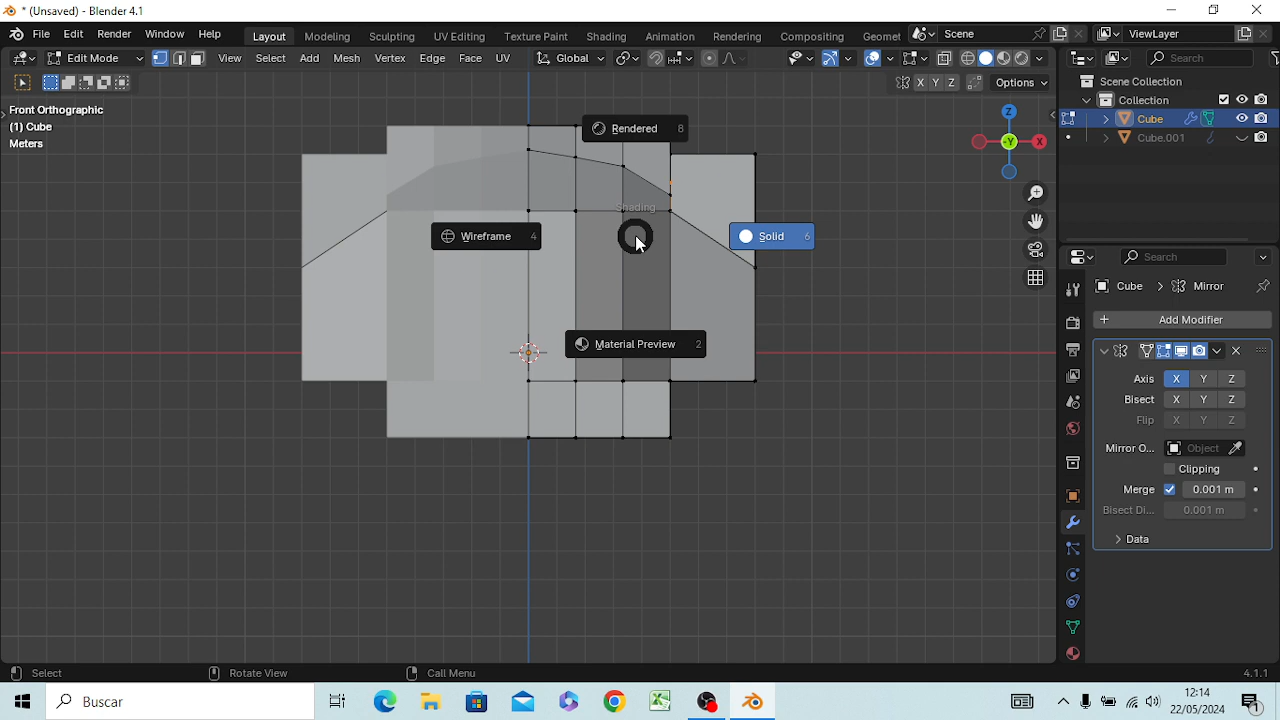 * (Unsaved) - Blender 4.1
File Edit Render Window Help Layout Modeling Sculpting UV Editing Texture Paint Shading Animation Rendering Compositing Geomet Scene ViewLayer
Edit Mode View Select Add Mesh Vertex Edge Face UV Global Search
X Y Z Options
Front Orthographic
(1) Cube
Meters
Scene Collection
Collection
Cube
Cube.001
Z
X
-Y
Rendered 8
Shading
Wireframe 4
Solid 6
Material Preview 2
Search
Cube > Mirror
Add Modifier
Axis X Y Z
Bisect X Y Z
Flip X Y Z
Mirror O... Object
Clipping
Merge 0.001 m
Bisect Di... 0.001 m
Data
Select Rotate View Call Menu 4.1.1
Buscar
12:14
22/05/2024
1